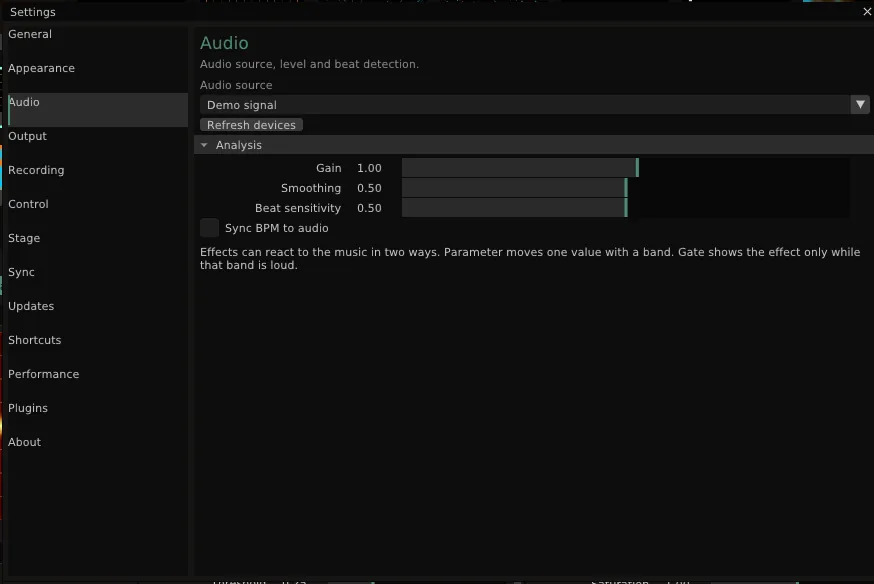 Settings
General
Appearance
Audio
Output
Recording
Control
Stage
Sync
Updates
Shortcuts
Performance
Plugins
About
Audio
Audio source, level and beat detection.
Audio source
Demo signal
Refresh devices
Analysis
Gain 1.00
Smoothing 0.50
Beat sensitivity 0.50
Sync BPM to audio
Effects can react to the music in two ways. Parameter moves one value with a band. Gate shows the effect only while
that band is loud.